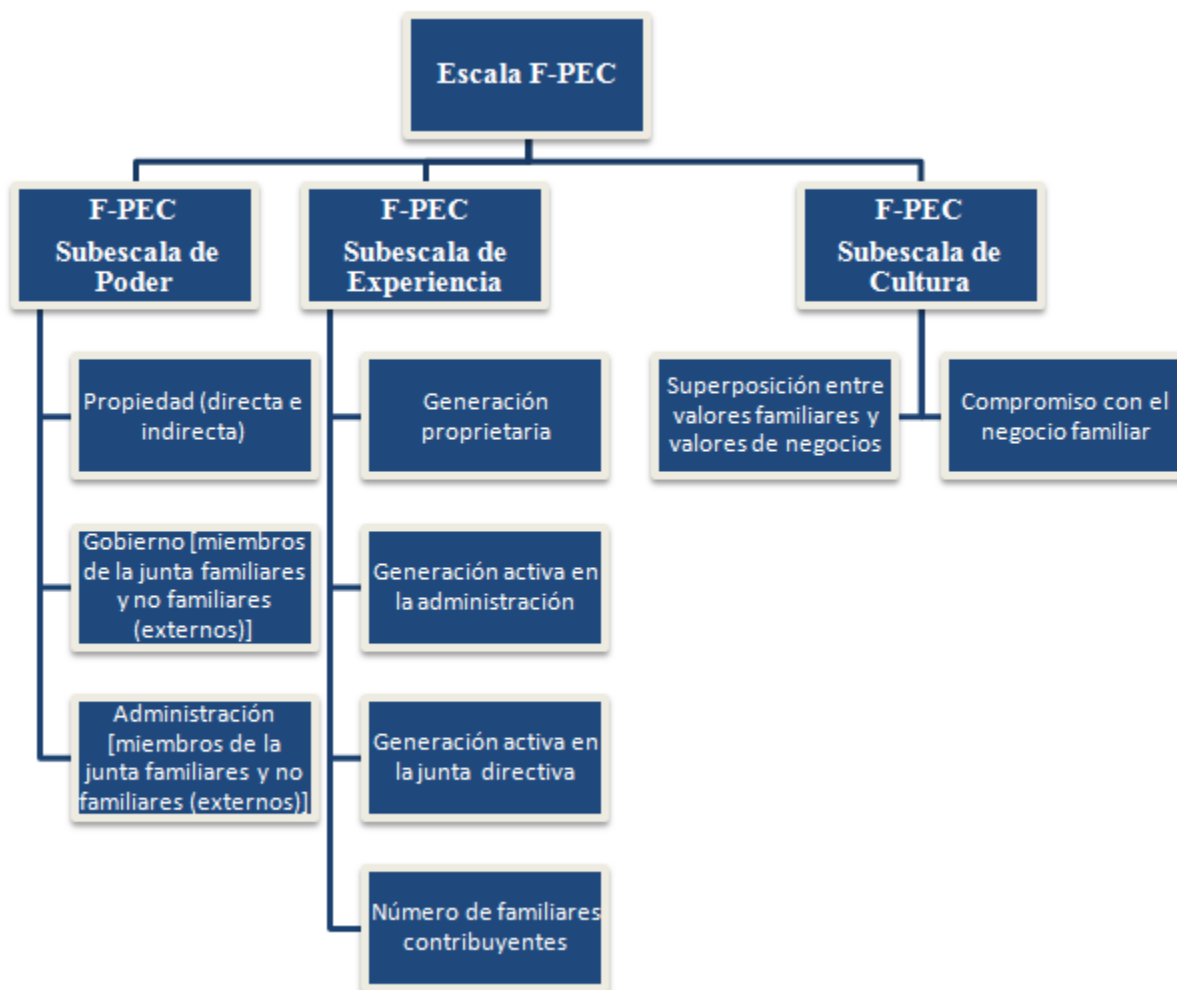 Escala F-PEC
F-PEC
Subescala de
Poder
F-PEC
Subescala de
Experiencia
F-PEC
Subescala de
Cultura
Propiedad (directa e
indirecta)
Gobierno [miembros
de la junta familiares
y no familiares
(externos)]
Administración
[miembros de la
junta familiares y no
familiares (externos)]
Generación
proprietaria
Generación activa en
la administración
Generación activa en
la junta directiva
Número de familiares
contribuyentes
Superposición entre
valores familiares y
valores de negocios
Compromiso con el
negocio familiar